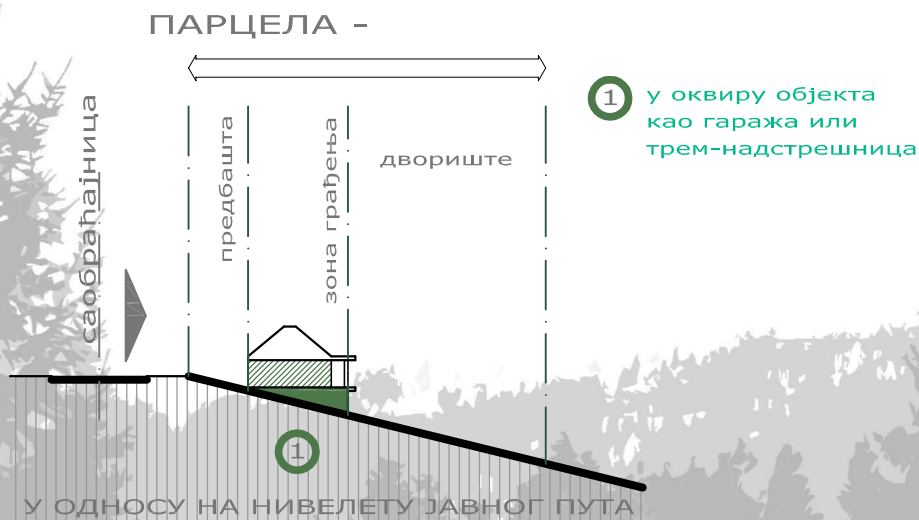 ПАРЦЕЛА -
1
у оквиру објекта
као гаража или
трем-надстрешница
саобраћајница
предбашта
зона грађења
двориште
1
У ОДНОСУ НА НИВЕЛЕТУ ЈАВНОГ ПУТА